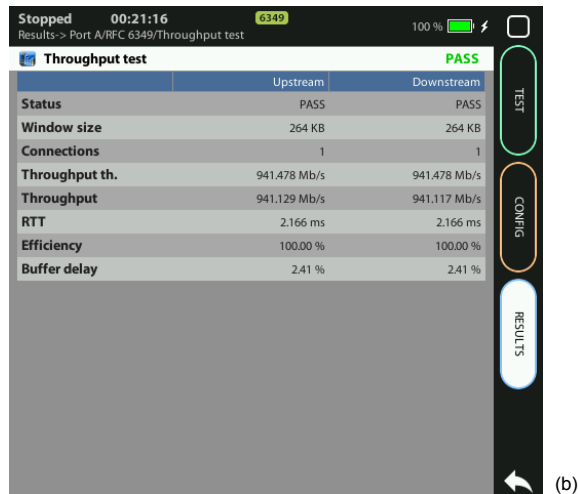 Stopped 00:21:16 6349 100 %
Results-> Port A/RFC 6349/Throughput test
Throughput test PASS
Upstream Downstream
Status PASS PASS
Window size 264 KB 264 KB
Connections 1 1
Throughput th. 941.478 Mb/s 941.478 Mb/s
Throughput 941.129 Mb/s 941.117 Mb/s
RTT 2.166 ms 2.166 ms
Efficiency 100.00 % 100.00 %
Buffer delay 2.41 % 2.41 %
TEST
CONFIG
RESULTS
(b)